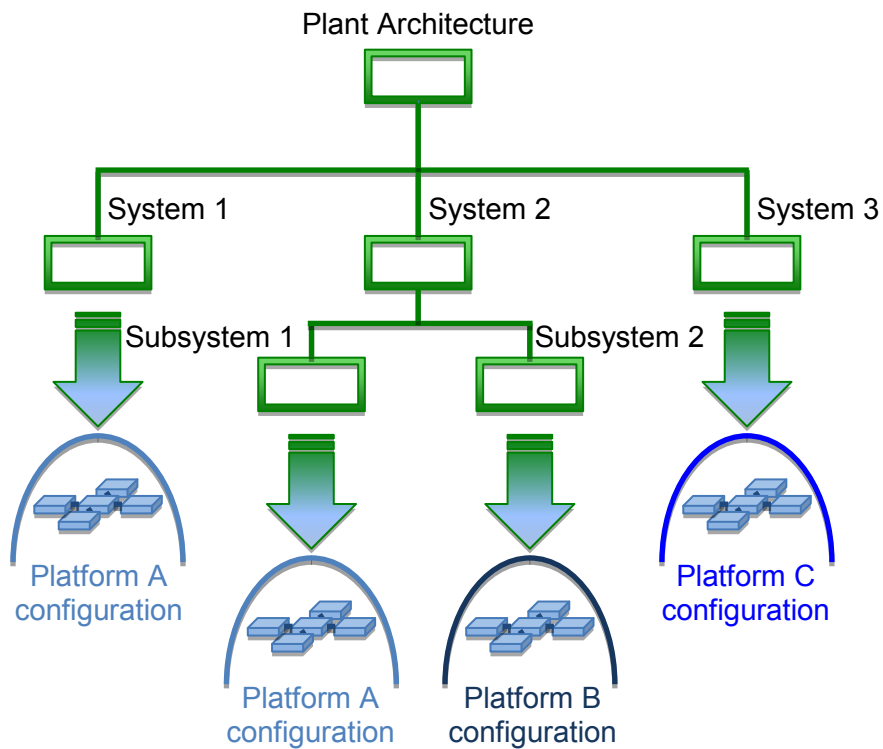 Plant Architecture
System 1
System 2
System 3
Subsystem 1
Subsystem 2
Platform A
configuration
Platform C
configuration
Platform A
configuration
Platform B
configuration